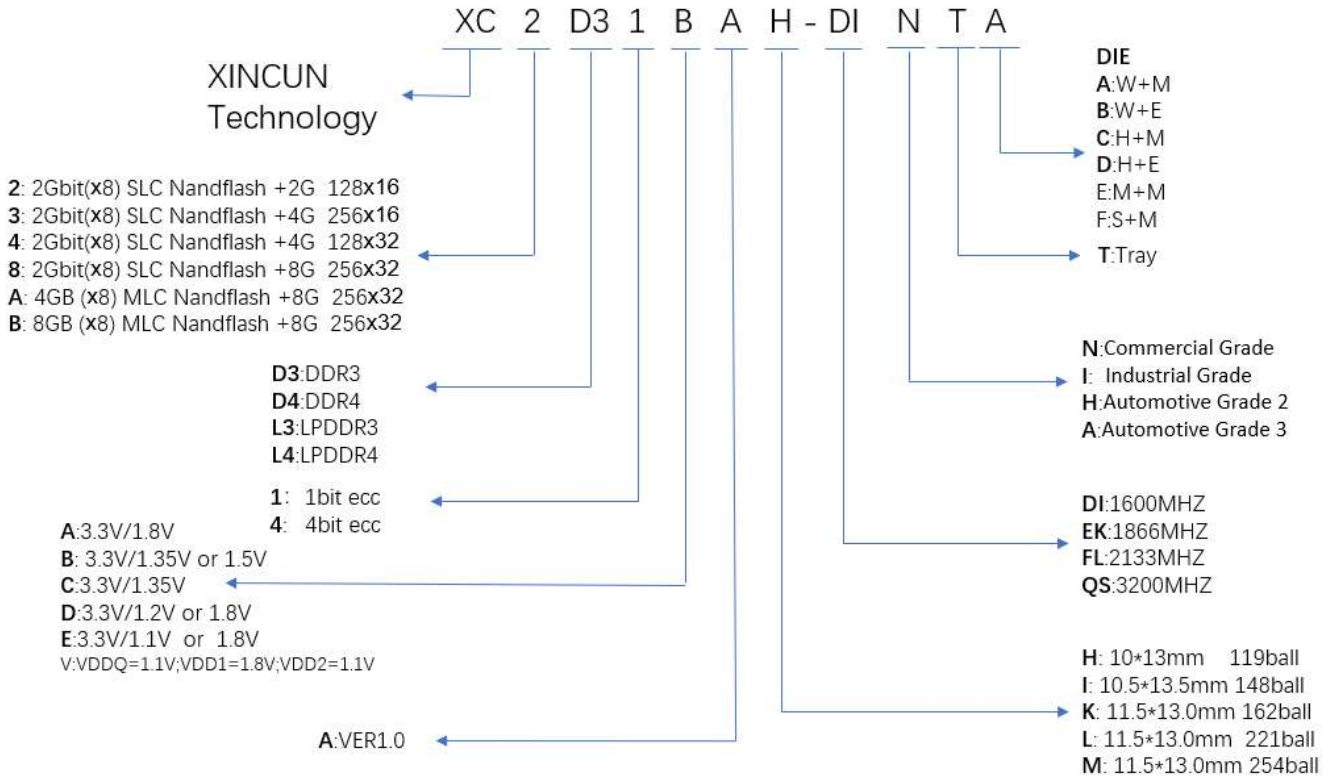 XC 2 D3 1 B A H - DI N T A
XINCUN
Technology
2: 2Gbit(x8) SLC Nandflash +2G 128x16
3: 2Gbit(x8) SLC Nandflash +4G 256x16
4: 2Gbit(x8) SLC Nandflash +4G 128x32
8: 2Gbit(x8) SLC Nandflash +8G 256x32
A: 4GB (x8) MLC Nandflash +8G 256x32
B: 8GB (x8) MLC Nandflash +8G 256x32
D3:DDR3
D4:DDR4
L3:LPDDR3
L4:LPDDR4
1: 1bit ecc
4: 4bit ecc
A:3.3V/1.8V
B: 3.3V/1.35V or 1.5V
C:3.3V/1.35V
D:3.3V/1.2V or 1.8V
E:3.3V/1.1V or 1.8V
V:VDDQ=1.1V;VDD1=1.8V;VDD2=1.1V
A:VER1.0
DIE
A:W+M
B:W+E
C:H+M
D:H+E
E:M+M
F:S+M
T:Tray
N:Commercial Grade
I: Industrial Grade
H:Automotive Grade 2
A:Automotive Grade 3
DI:1600MHZ
EK:1866MHZ
FL:2133MHZ
QS:3200MHZ
H: 10*13mm 119ball
I: 10.5*13.5mm 148ball
K: 11.5*13.0mm 162ball
L: 11.5*13.0mm 221ball
M: 11.5*13.0mm 254ball